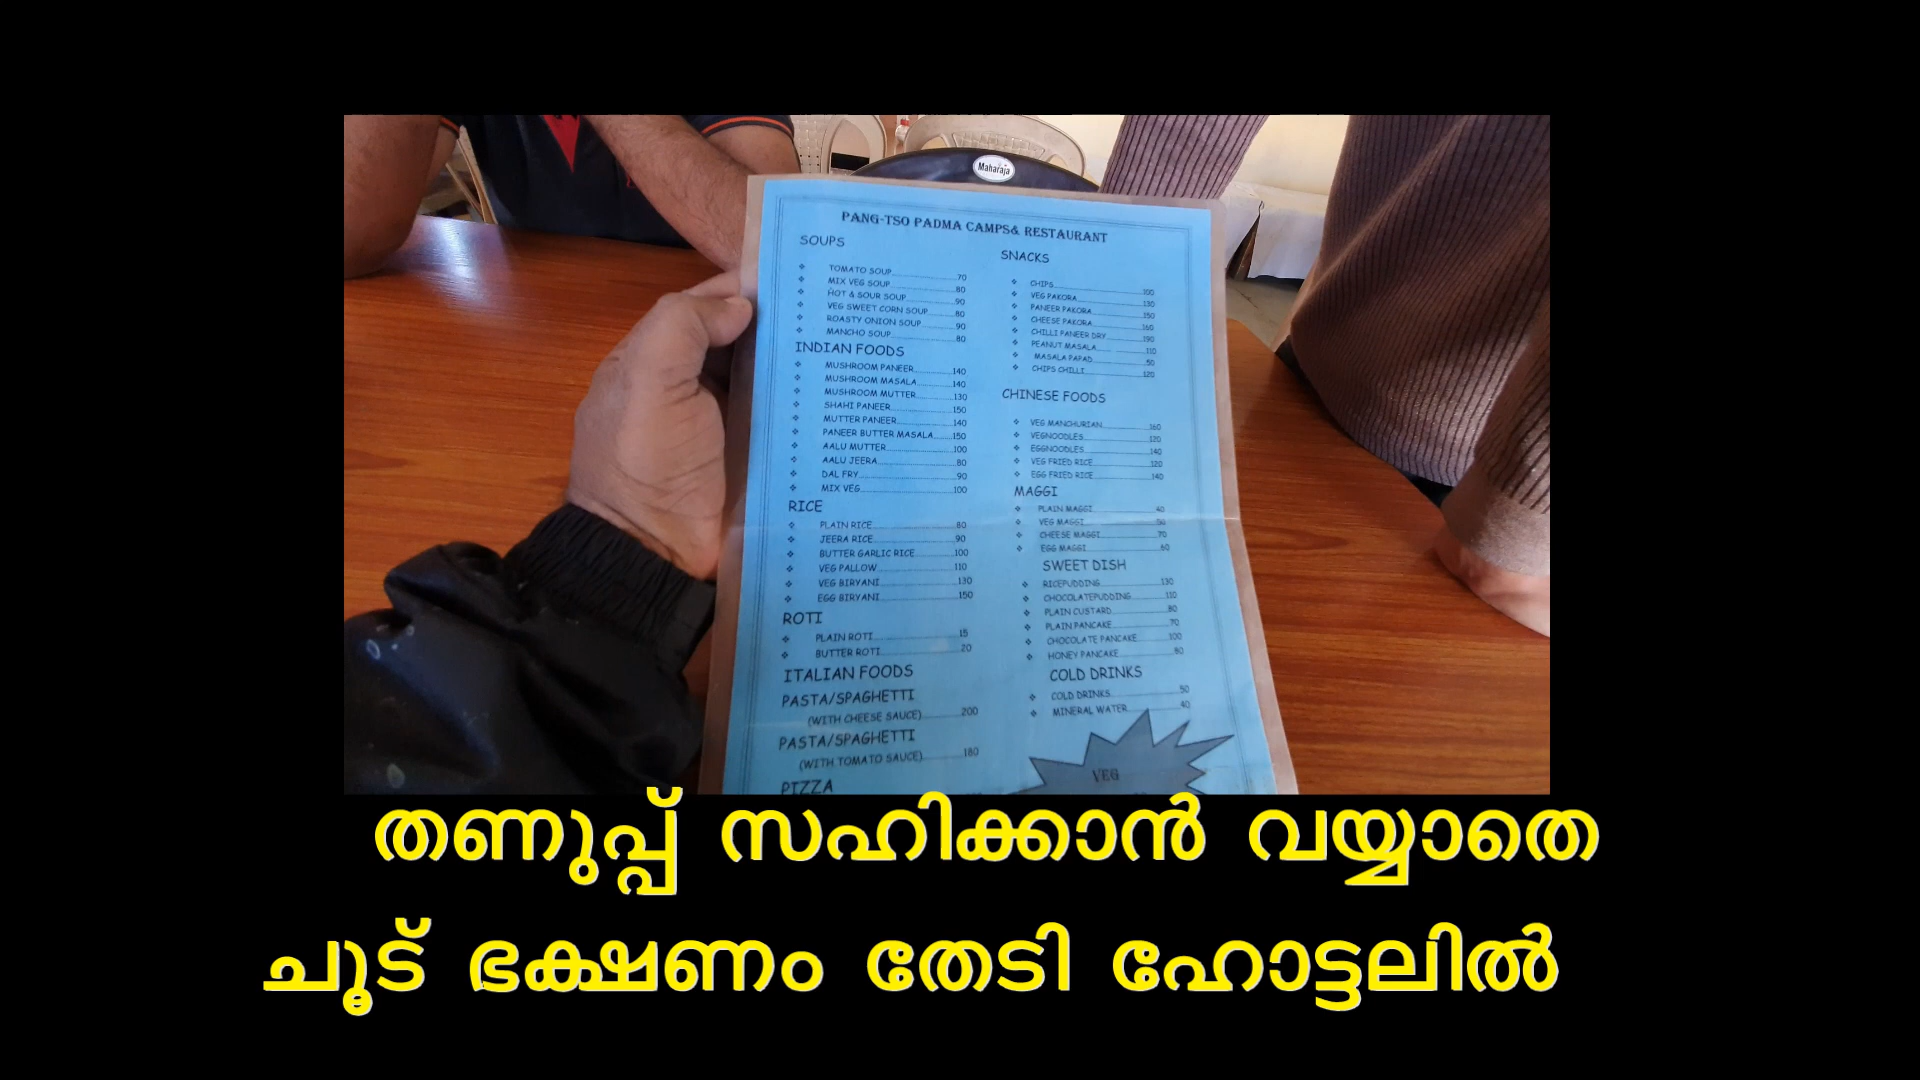 Maharaja
PANG-TSO PADMA CAMPS& RESTAURANT
SOUPS
TOMATO SOUP 70
MIX VEG SOUP 80
HOT & SOUR SOUP 90
VEG SWEET CORN SOUP 80
ROASTY ONION SOUP 90
MANCHO SOUP 80
INDIAN FOODS
MUSHROOM PANEER 140
MUSHROOM MASALA 140
MUSHROOM MUTTER 130
SHAHI PANEER 150
MUTTER PANEER 140
PANEER BUTTER MASALA 150
AALU MUTTER 100
AALU JEERA 80
DAL FRY 90
MIX VEG 100
RICE
PLAIN RICE 80
JEERA RICE 90
BUTTER GARLIC RICE 100
VEG PALLOW 110
VEG BIRYANI 130
EGG BIRYANI 150
ROTI
PLAIN ROTI 15
BUTTER ROTI 20
ITALIAN FOODS
PASTA/SPAGHETTI
(WITH CHEESE SAUCE) 200
PASTA/SPAGHETTI
(WITH TOMATO SAUCE) 180
PIZZA
SNACKS
CHIPS 100
VEG PAKORA 130
PANEER PAKORA 150
CHEESE PAKORA 160
CHILLI PANEER DRY 190
PEANUT MASALA 110
MASALA PAPAD 50
CHIPS CHILLI 120
CHINESE FOODS
VEG MANCHURIAN 160
VEGNOODLES 120
EGGNOODLES 140
VEG FRIED RICE 120
EGG FRIED RICE 140
MAGGI
PLAIN MAGGI 40
VEG MAGGI 50
CHEESE MAGGI 70
EGG MAGGI 60
SWEET DISH
RICEPUDDING 130
CHOCOLATEPUDDING 110
PLAIN CUSTARD 80
PLAIN PANCAKE 70
CHOCOLATE PANCAKE 100
HONEY PANCAKE 80
COLD DRINKS
COLD DRINKS 50
MINERAL WATER 40
VEG
തണുപ്പ് സഹിക്കാൻ വയ്യാതെ
ചൂട് ഭക്ഷണം തേടി ഹോട്ടലിൽ